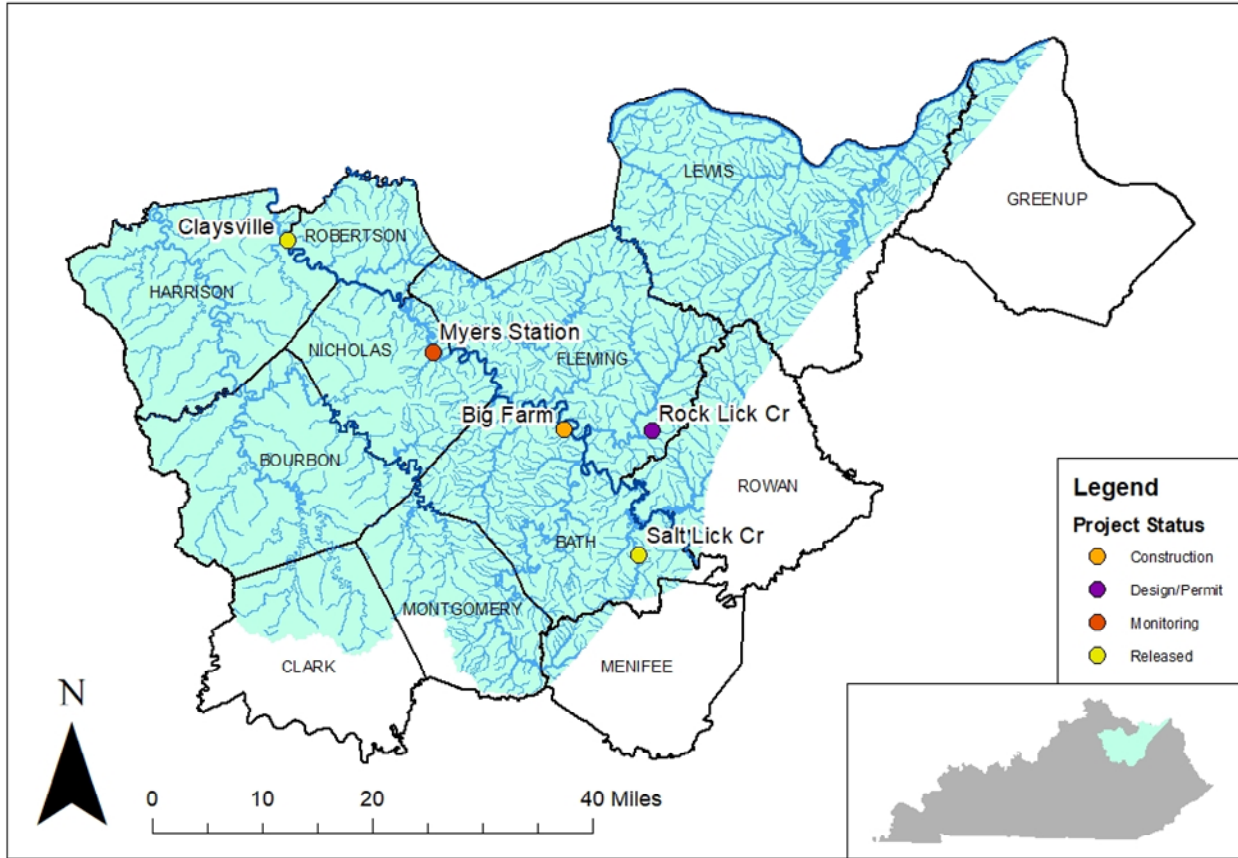 LEWIS
GREENUP
Claysville
ROBERTSON
HARRISON
Myers Station
NICHOLAS
FLEMING
Big Farm
Rock Lick Cr
BOURBON
ROWAN
Salt Lick Cr
BATH
MONTGOMERY
CLARK
MENIFEE
Legend
Project Status
Construction
Design/Permit
Monitoring
Released
N
0 10 20 40 Miles